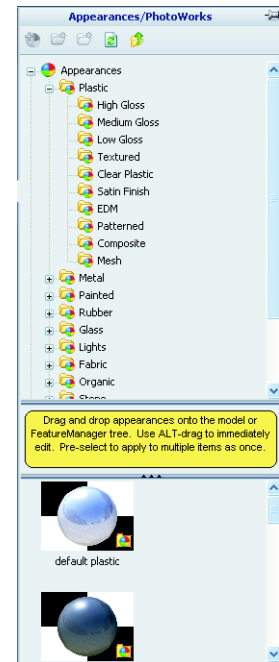 Appearances/PhotoWorks
Appearances
Plastic
High Gloss
Medium Gloss
Low Gloss
Textured
Clear Plastic
Satin Finish
EDM
Patterned
Composite
Mesh
Metal
Painted
Rubber
Glass
Lights
Fabric
Organic
Stone
Drag and drop appearances onto the model or
FeatureManager tree. Use ALT-drag to immediately
edit. Pre-select to apply to multiple items as once.
default plastic